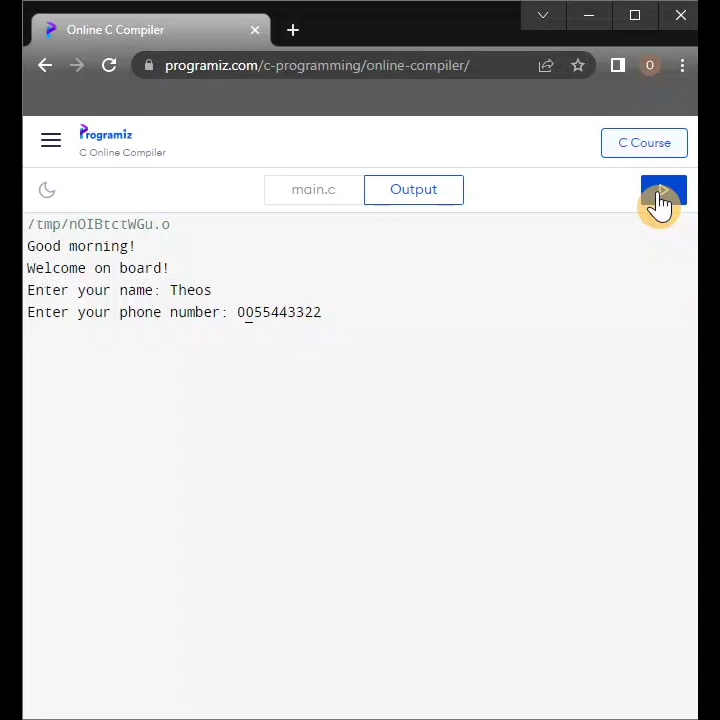 Online C Compiler
programiz.com/c-programming/online-compiler/
O
Programiz
C Online Compiler
C Course
main.c
Output
/tmp/nOIBtctWGu.o
Good morning!
Welcome on board!
Enter your name: Theos
Enter your phone number: 0055443322